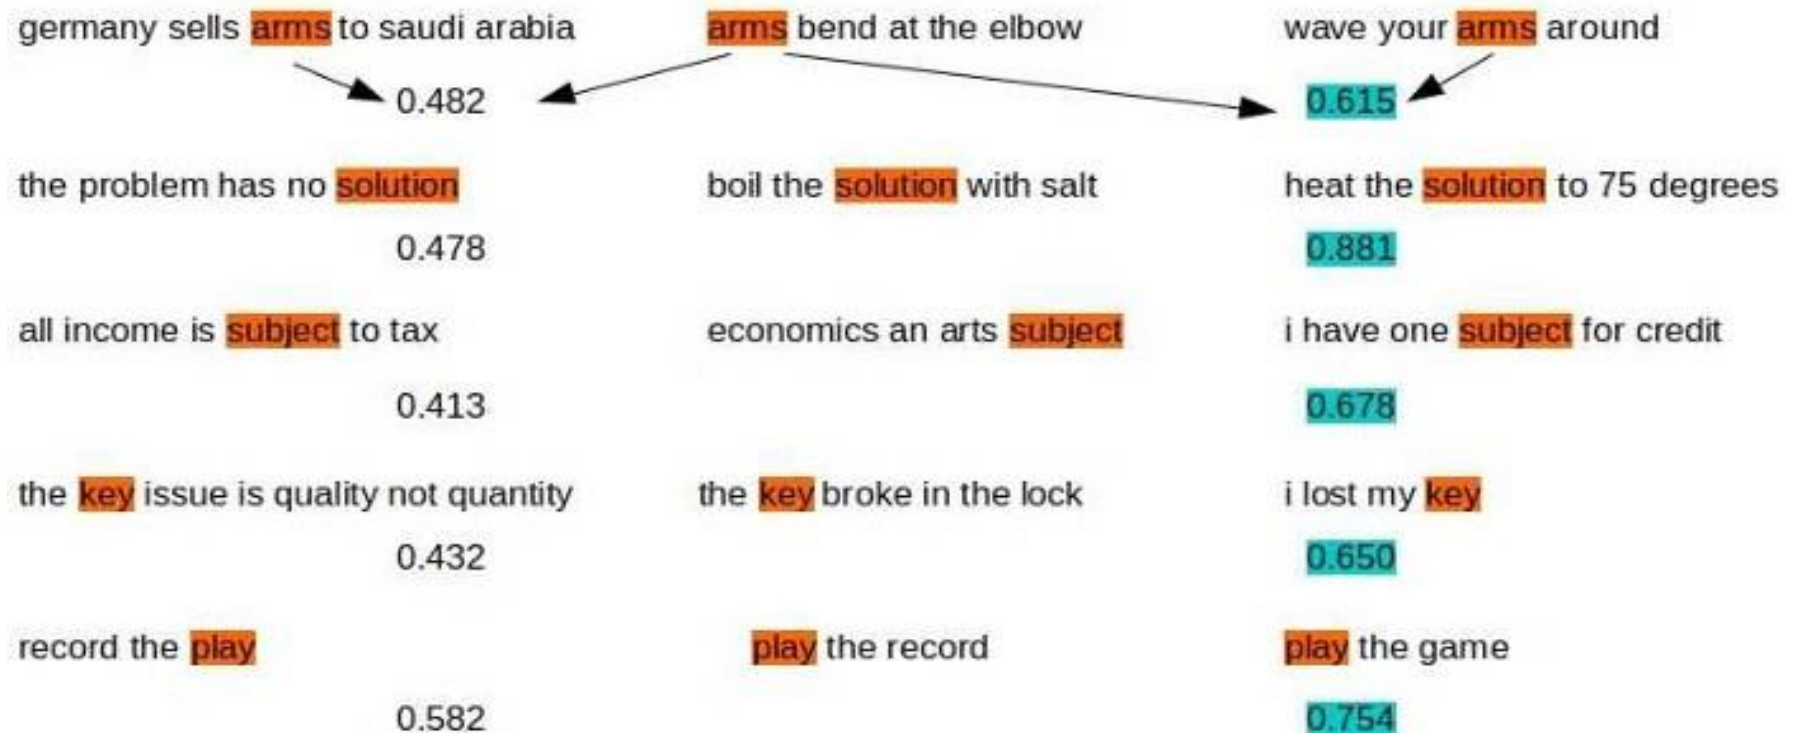 germany sells arms to saudi arabia arms bend at the elbow wave your arms around
0.482 0.615
the problem has no solution boil the solution with salt heat the solution to 75 degrees
0.478 0.881
all income is subject to tax economics an arts subject i have one subject for credit
0.413 0.678
the key issue is quality not quantity the key broke in the lock i lost my key
0.432 0.650
record the play play the record play the game
0.582 0.754